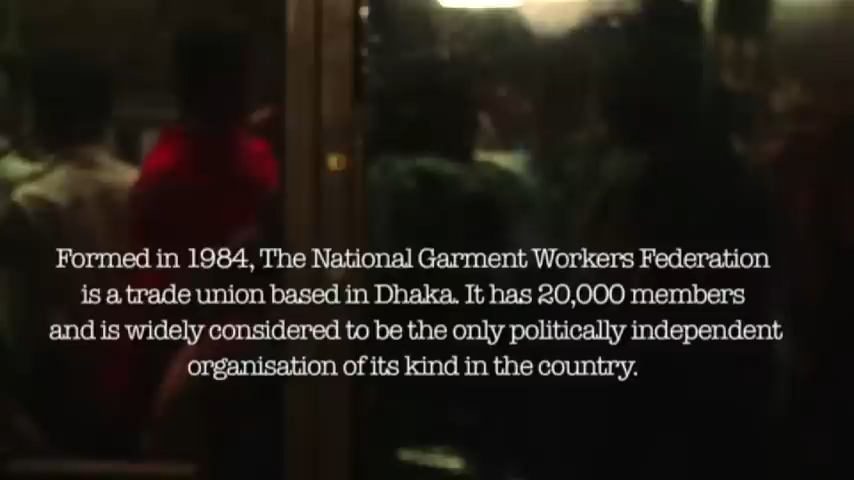 Formed in 1984, The National Garment Workers Federation
is a trade union based in Dhaka. It has 20,000 members
and is widely considered to be the only politically independent
organisation of its kind in the country.